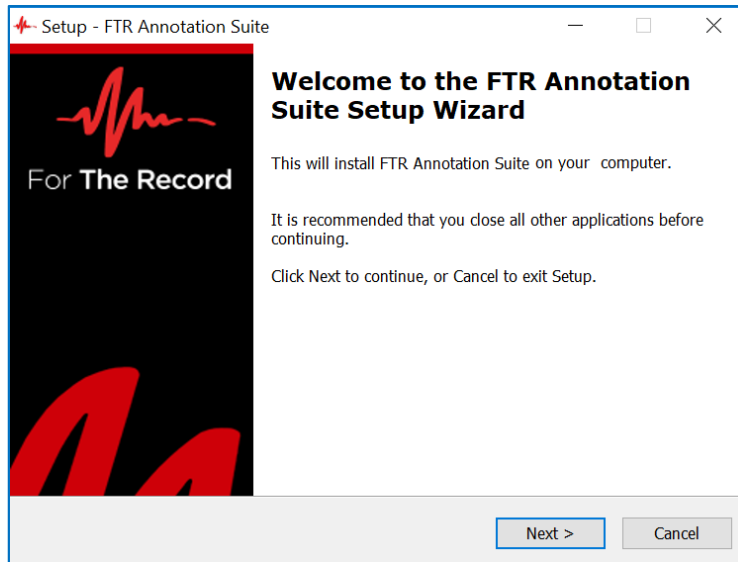 Setup - FTR Annotation Suite
For The Record
Welcome to the FTR Annotation
Suite Setup Wizard
This will install FTR Annotation Suite on your computer.
It is recommended that you close all other applications before
continuing.
Click Next to continue, or Cancel to exit Setup.
Next >
Cancel